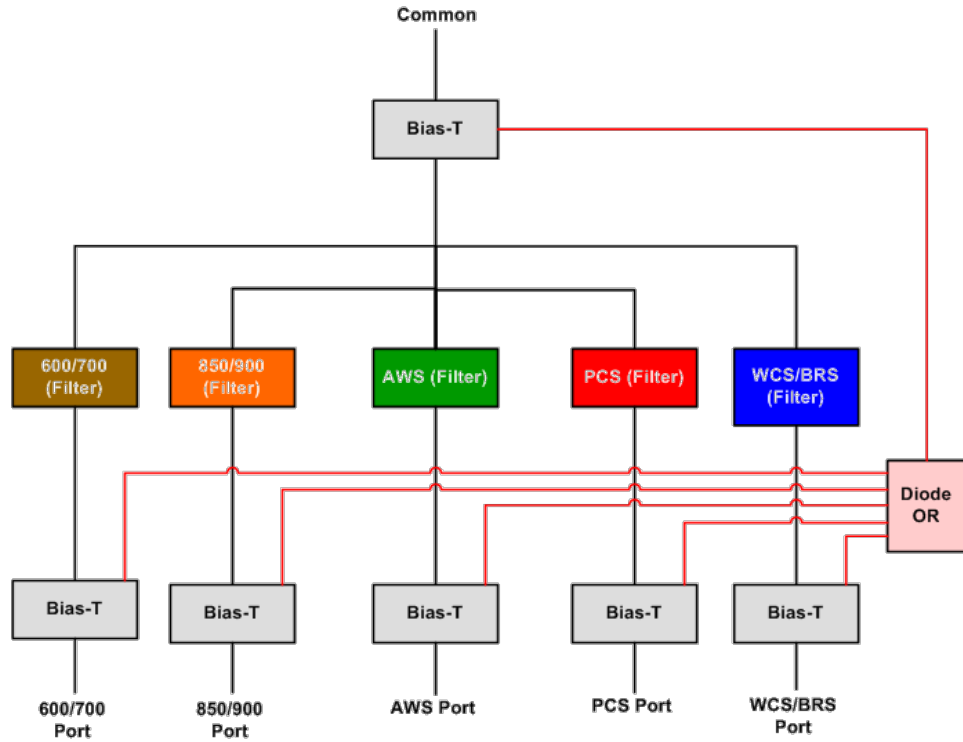 Common
Bias-T
600/700
(Filter)
850/900
(Filter)
AWS (Filter)
PCS (Filter)
WCS/BRS
(Filter)
Diode
OR
Bias-T
Bias-T
Bias-T
Bias-T
Bias-T
600/700
Port
850/900
Port
AWS Port
PCS Port
WCS/BRS
Port